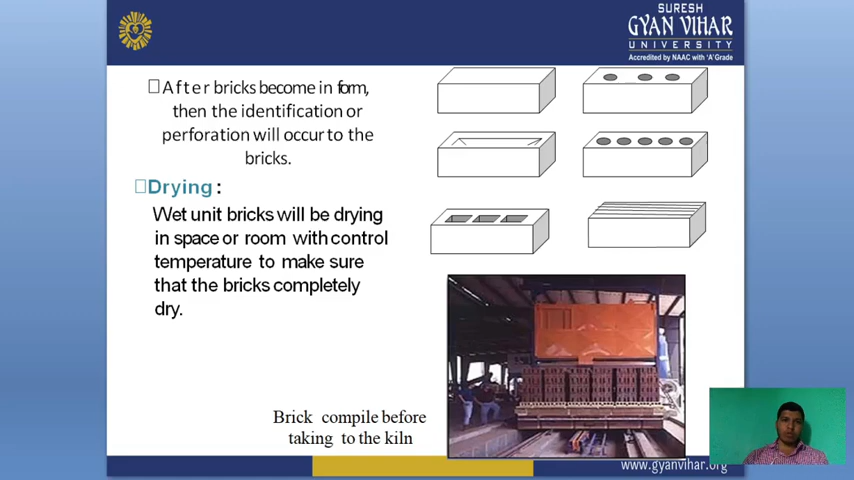 SURESH
GYAN VIHAR
UNIVERSITY
Accredited by NAAC with 'A' Grade
After bricks become in form,
then the identification or
perforation will occur to the
bricks.
Drying :
Wet unit bricks will be drying
in space or room with control
temperature to make sure
that the bricks completely
dry.
Brick compile before
taking to the kiln
www.gyanvihar.org